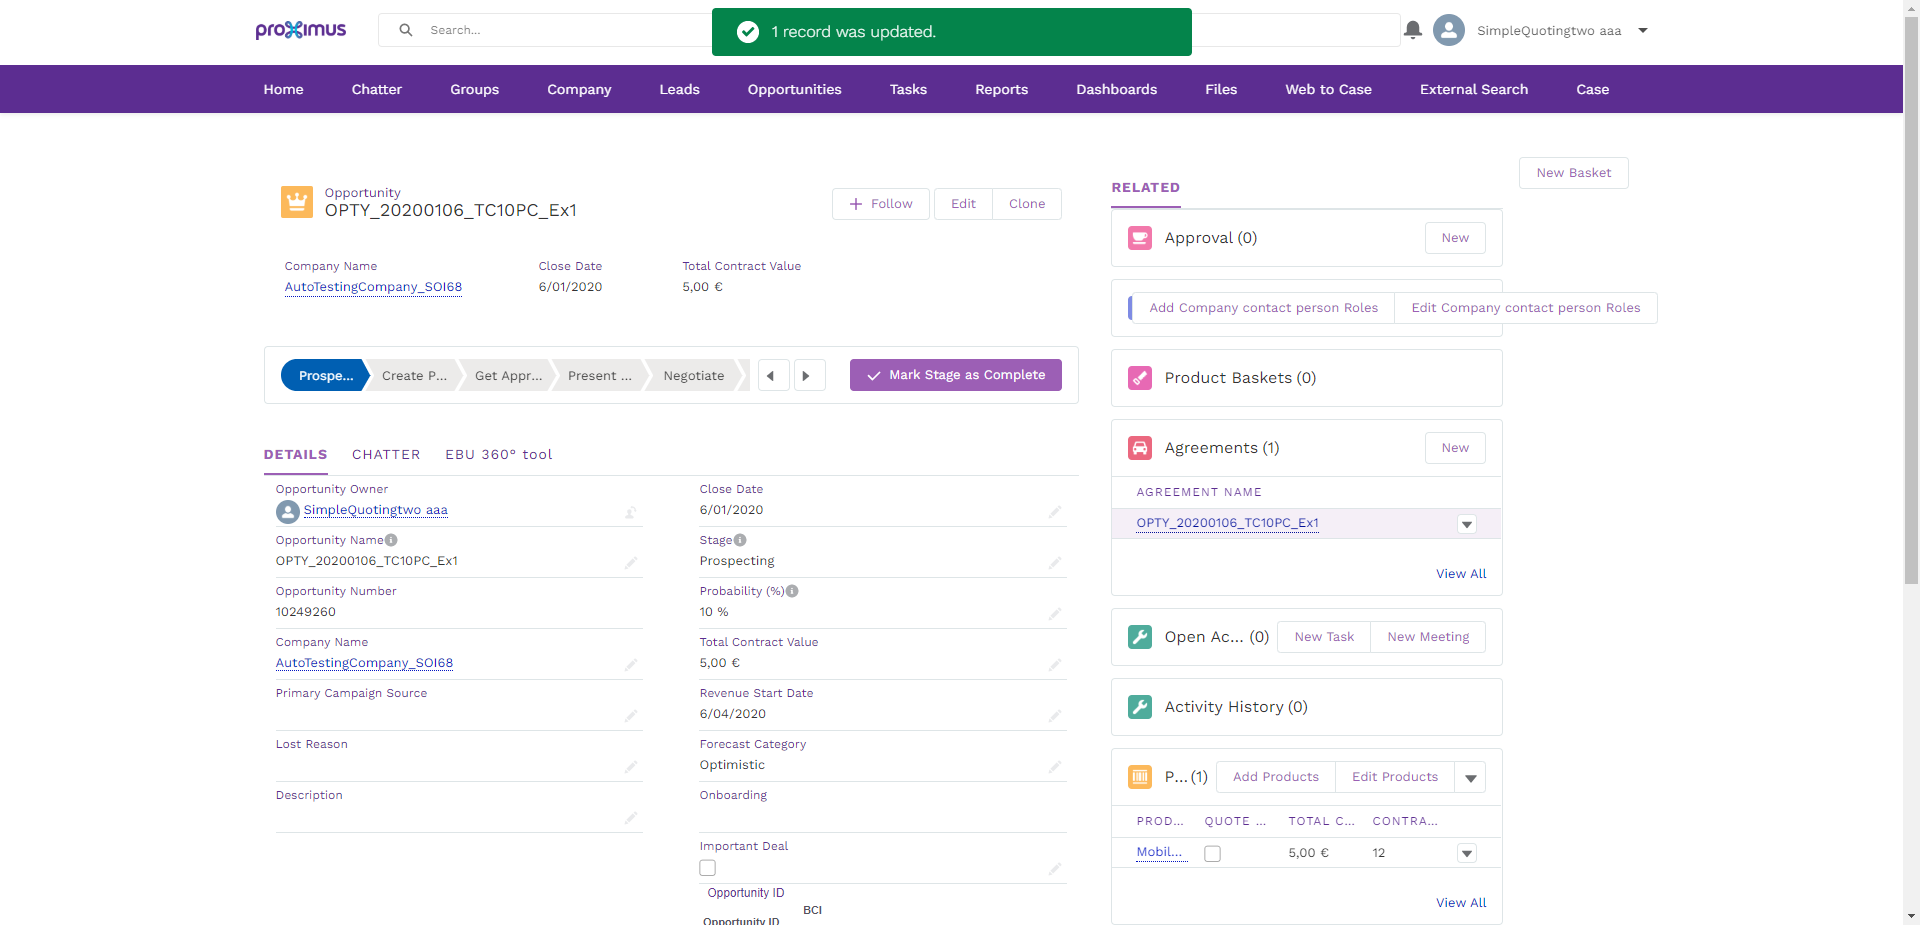 proximus
Search...
1 record was updated.
SimpleQuotingtwo aaa
Home Chatter Groups Company Leads Opportunities Tasks Reports Dashboards Files Web to Case External Search Case
Opportunity
OPTY_20200106_TC10PC_Ex1
+ Follow Edit Clone
Company Name Close Date Total Contract Value
AutoTestingCompany_SOI68 6/01/2020 5,00 €
Prospe... Create P... Get Appr... Present ... Negotiate
Mark Stage as Complete
DETAILS CHATTER EBU 360° tool
Opportunity Owner
SimpleQuotingtwo aaa
Opportunity Name
OPTY_20200106_TC10PC_Ex1
Opportunity Number
10249260
Company Name
AutoTestingCompany_SOI68
Primary Campaign Source
Lost Reason
Description
Close Date
6/01/2020
Stage
Prospecting
Probability (%)
10 %
Total Contract Value
5,00 €
Revenue Start Date
6/04/2020
Forecast Category
Optimistic
Onboarding
Important Deal
Opportunity ID
BCI
Opportunity ID
New Basket
RELATED
Approval (0) New
Add Company contact person Roles Edit Company contact person Roles
Product Baskets (0)
Agreements (1) New
AGREEMENT NAME
OPTY_20200106_TC10PC_Ex1
View All
Open Ac... (0) New Task New Meeting
Activity History (0)
P... (1) Add Products Edit Products
PROD... QUOTE ... TOTAL C... CONTRA...
Mobil... 5,00 € 12
View All